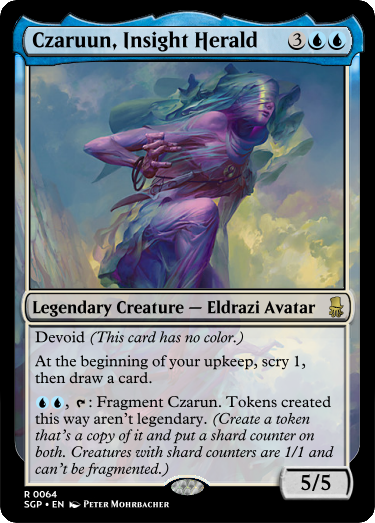 Czaruun, Insight Herald 3
Legendary Creature — Eldrazi Avatar
Devoid (This card has no color.)
At the beginning of your upkeep, scry 1,
then draw a card.
, : Fragment Czarun. Tokens created
this way aren't legendary. (Create a token
that's a copy of it and put a shard counter on
both. Creatures with shard counters are 1/1 and
can't be fragmented.)
5/5
R 0064
SGP • EN Peter Mohrbacher